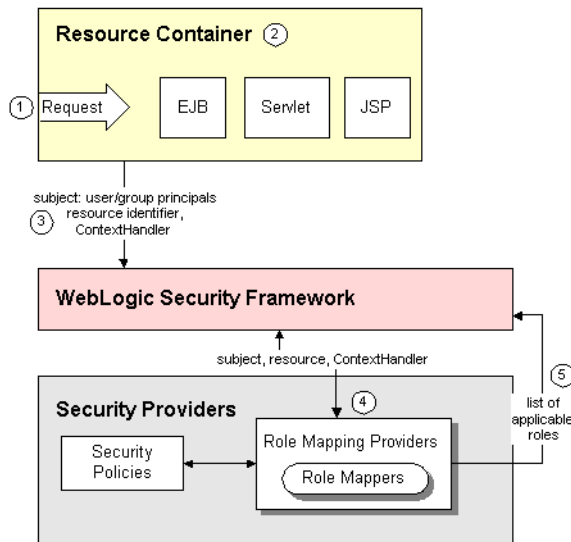 Resource Container 2
1 Request
EJB
Servlet
JSP
subject: user/group principals
3 resource identifier,
ContextHandler
WebLogic Security Framework
subject, resource, ContextHandler
5
list of
applicable
roles
4
Security Providers
Security
Policies
Role Mapping Providers
Role Mappers